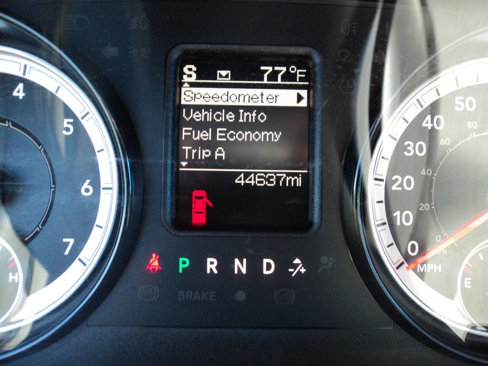 S 77°F
Speedometer
Vehicle Info
Fuel Economy
Trip A
44637mi
P R N D -/+
BRAKE
4
5
6
7
H
50
40
30
20
10
0
MPH
E